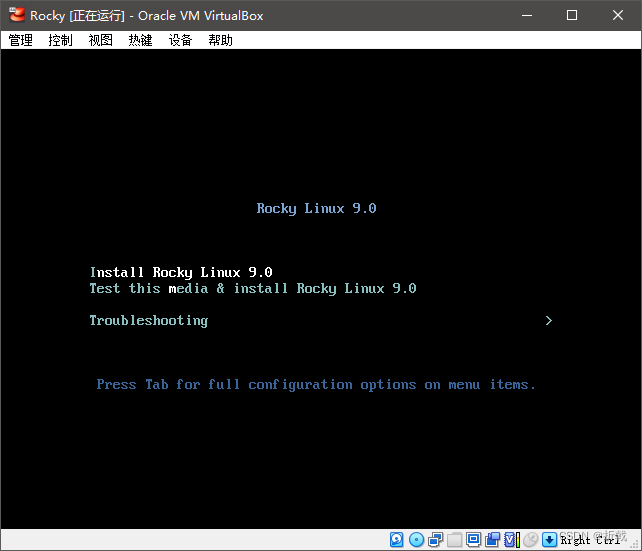 Rocky [正在运行] - Oracle VM VirtualBox
管理 控制 视图 热键 设备 帮助
Rocky Linux 9.0
Install Rocky Linux 9.0
Test this media & install Rocky Linux 9.0
Troubleshooting >
Press Tab for full configuration options on menu items.
Right Ctrl
CSDN @折载